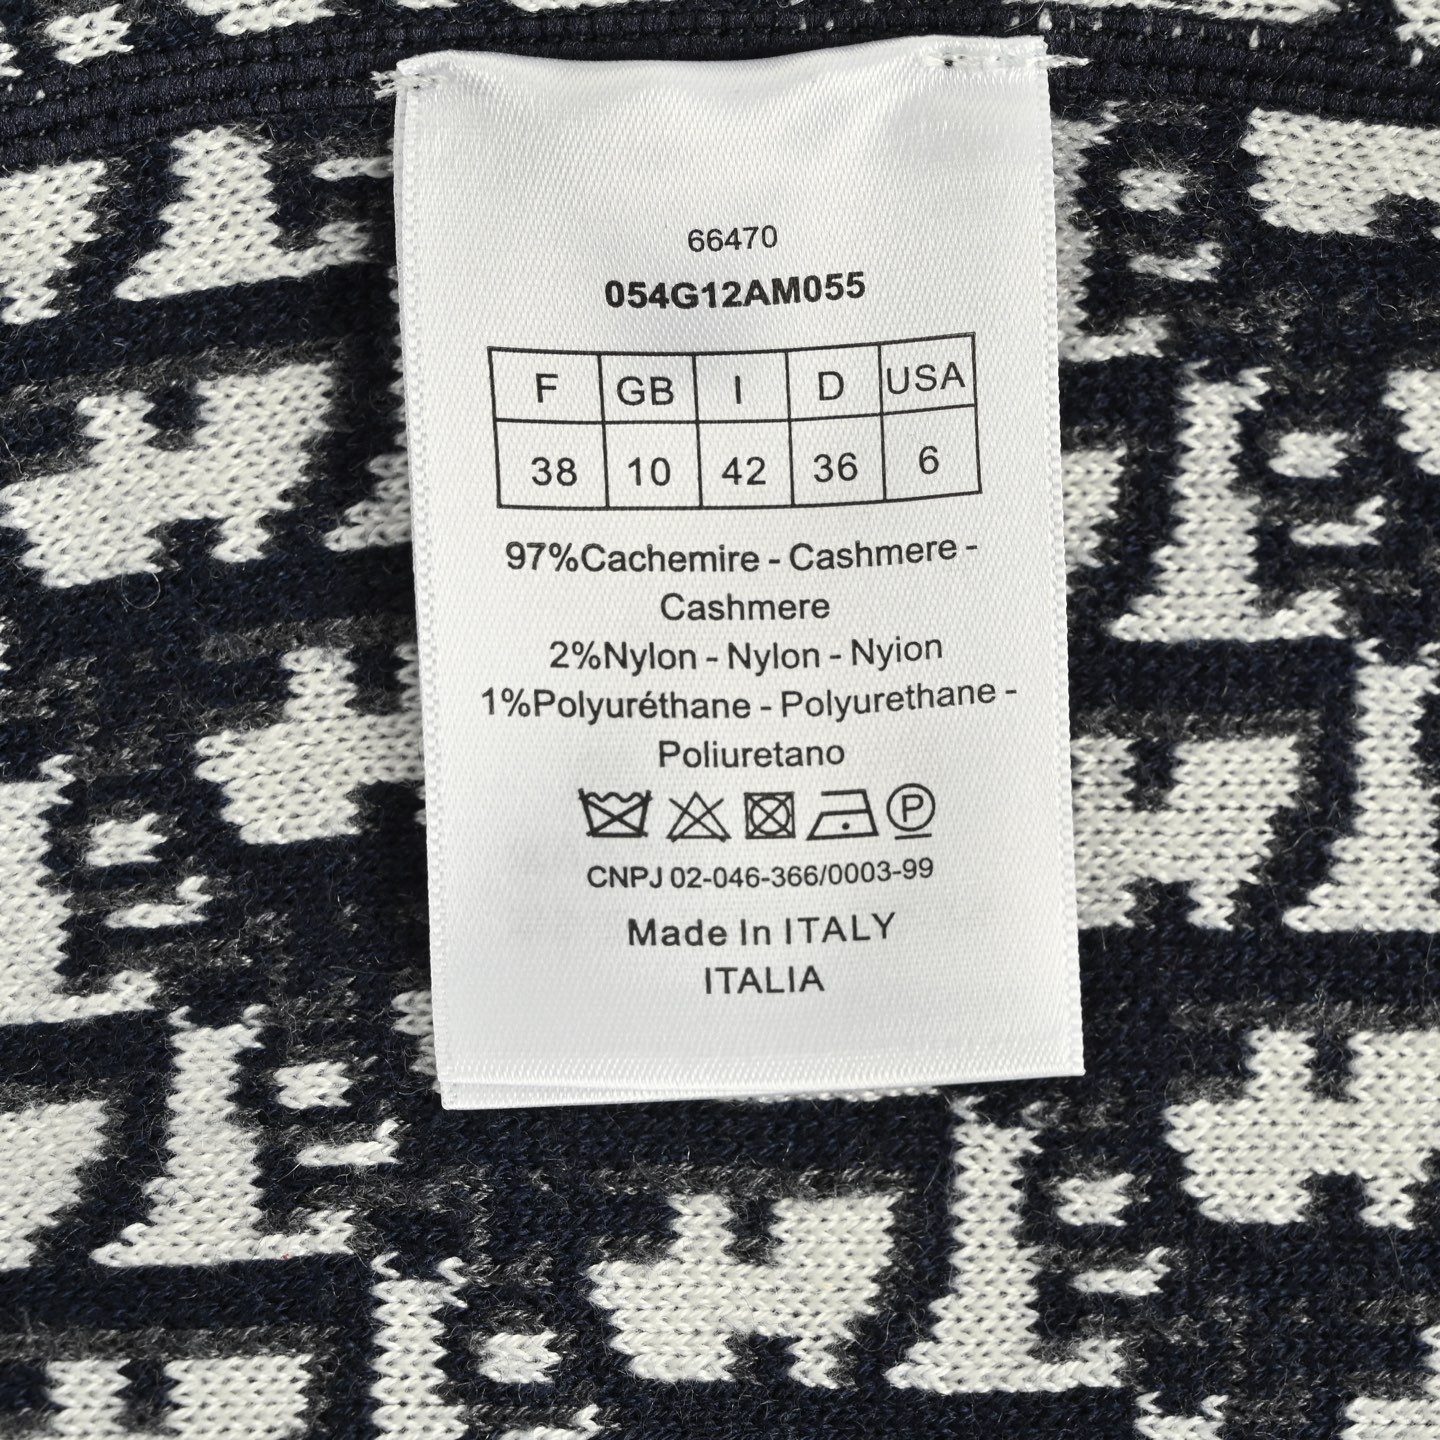 66470
054G12AM055
F GB I D USA
38 10 42 36 6
97%Cachemire - Cashmere -
Cashmere
2%Nylon - Nylon - Nyion
1%Polyuréthane - Polyurethane -
Poliuretano
P
CNPJ 02-046-366/0003-99
Made In ITALY
ITALIA